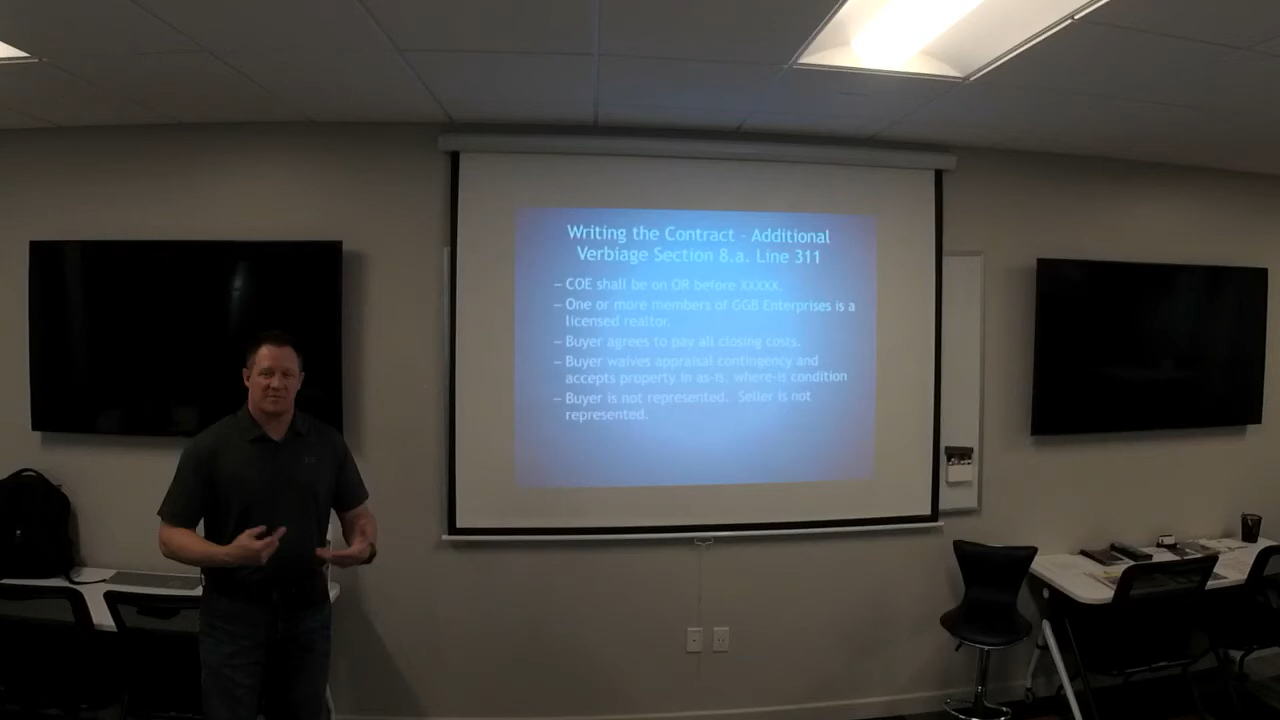 Writing the Contract - Additional
Verbiage Section 8.a. Line 311
– COE shall be on OR before XXXXX.
– One or more members of GGB Enterprises is a
licensed realtor.
– Buyer agrees to pay all closing costs.
– Buyer waives appraisal contingency and
accepts property in as-is, where-is condition
– Buyer is not represented. Seller is not
represented.